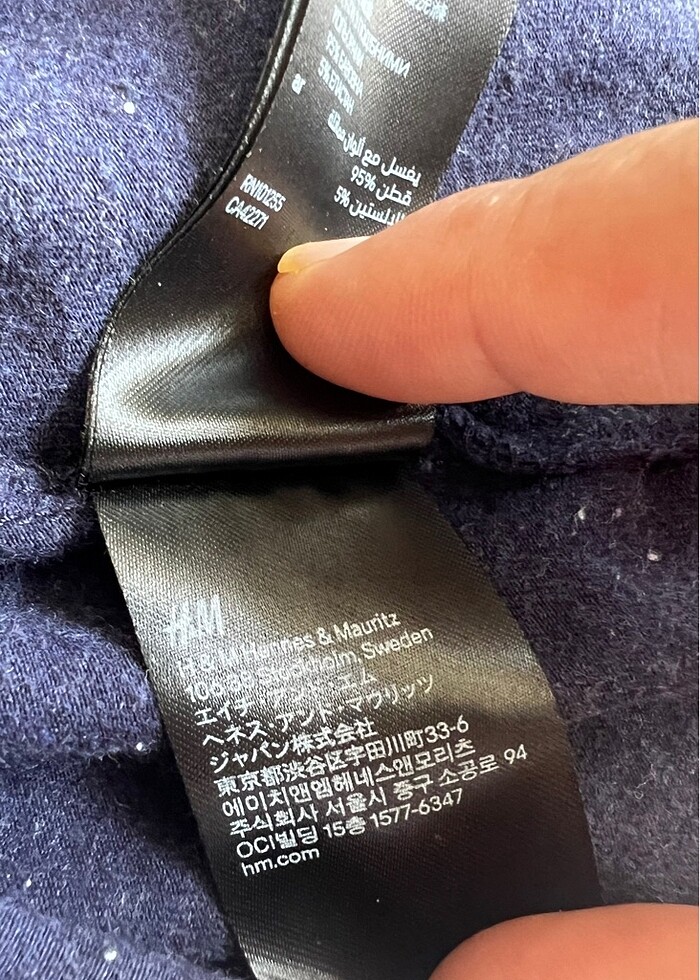 5% ELASTAN
ar
يغسل مع ألوان مماثلة
قطن 95%
إيلاستين 5%
RN101255
CA42271
H&M
H & M Hennes & Mauritz
Stockholm, Sweden
エイチ・アンド・エム
ヘネス・アンド・マウリッツ
ジャパン株式会社
東京都渋谷区宇田川町33-6
에이치앤엠헤네스앤모리츠
주식회사 서울시 중구 소공로 94
OCI빌딩 15층 1577-6347
hm.com